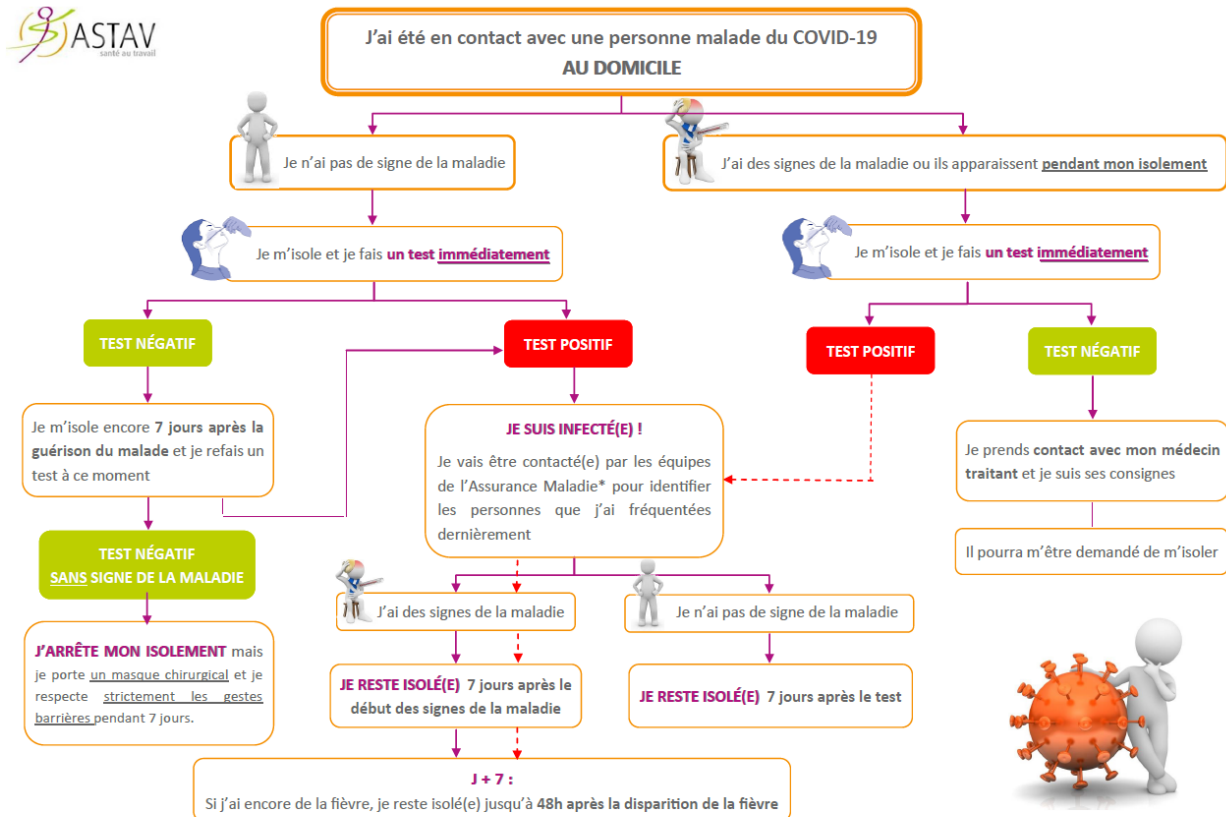 ASTAV
santé au travail
J'ai été en contact avec une personne malade du COVID-19
AU DOMICILE
Je n'ai pas de signe de la maladie
J'ai des signes de la maladie ou ils apparaissent pendant mon isolement
Je m'isole et je fais un test immédiatement
Je m'isole et je fais un test immédiatement
TEST NÉGATIF
TEST POSITIF
TEST POSITIF
TEST NÉGATIF
Je m'isole encore 7 jours après la
guérison du malade et je refais un
test à ce moment
JE SUIS INFECTÉ(E) !
Je vais être contacté(e) par les équipes
de l'Assurance Maladie* pour identifier
les personnes que j'ai fréquentées
dernièrement
Je prends contact avec mon médecin
traitant et je suis ses consignes
Il pourra m'être demandé de m'isoler
TEST NÉGATIF
SANS SIGNE DE LA MALADIE
J'ai des signes de la maladie
Je n'ai pas de signe de la maladie
J'ARRÊTE MON ISOLEMENT mais
je porte un masque chirurgical et je
respecte strictement les gestes
barrières pendant 7 jours.
JE RESTE ISOLÉ(E) 7 jours après le
début des signes de la maladie
JE RESTE ISOLÉ(E) 7 jours après le test
J + 7 :
Si j'ai encore de la fièvre, je reste isolé(e) jusqu'à 48h après la disparition de la fièvre